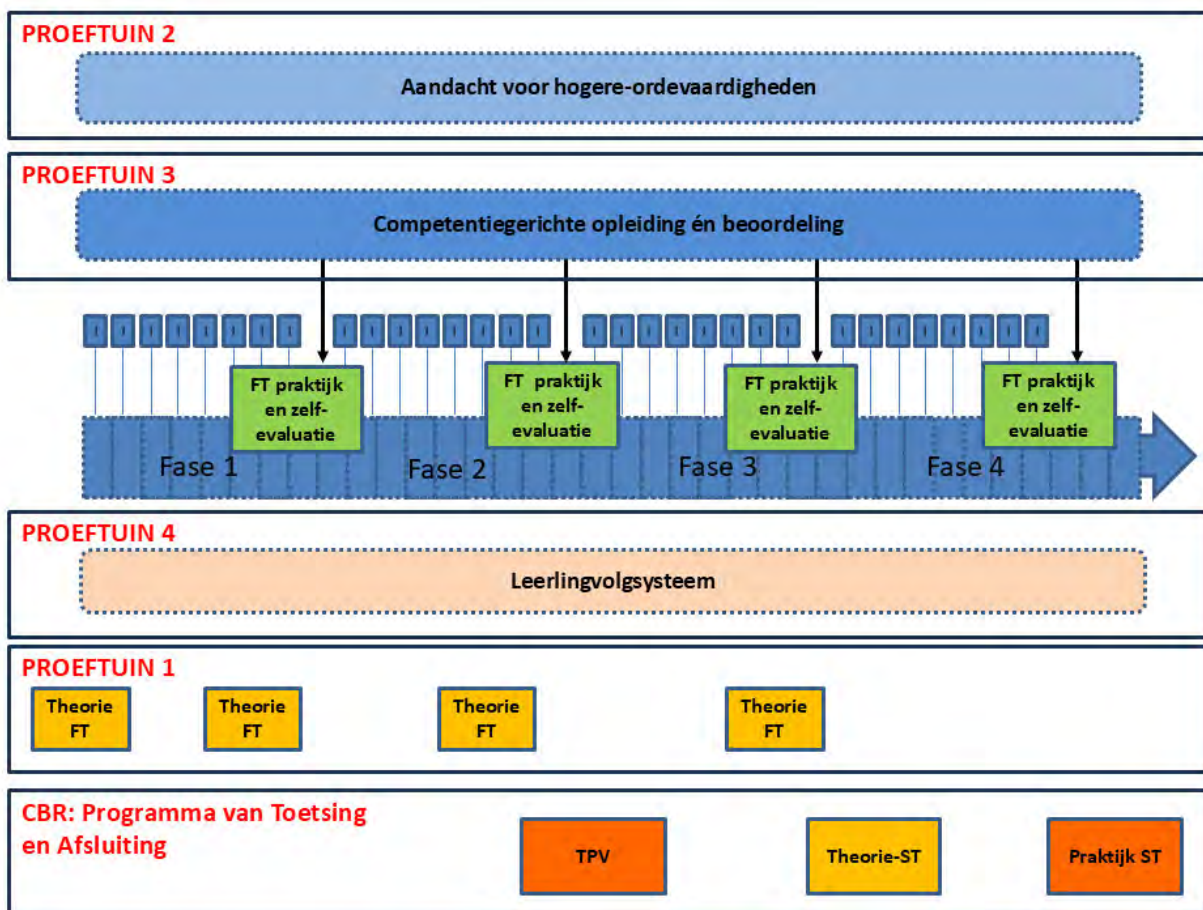 PROEFTUIN 2
Aandacht voor hogere-ordevaardigheden
PROEFTUIN 3
Competentiegerichte opleiding én beoordeling
I I I I I I I I I I I I I I I I I I I I I I I I I I I I I I I I
FT praktijk
en zelf-
evaluatie
FT praktijk
en zelf-
evaluatie
FT praktijk
en zelf-
evaluatie
FT praktijk
en zelf-
evaluatie
Fase 1
Fase 2
Fase 3
Fase 4
PROEFTUIN 4
Leerlingvolgsysteem
PROEFTUIN 1
Theorie
FT
Theorie
FT
Theorie
FT
Theorie
FT
CBR: Programma van Toetsing
en Afsluiting
TPV
Theorie-ST
Praktijk ST